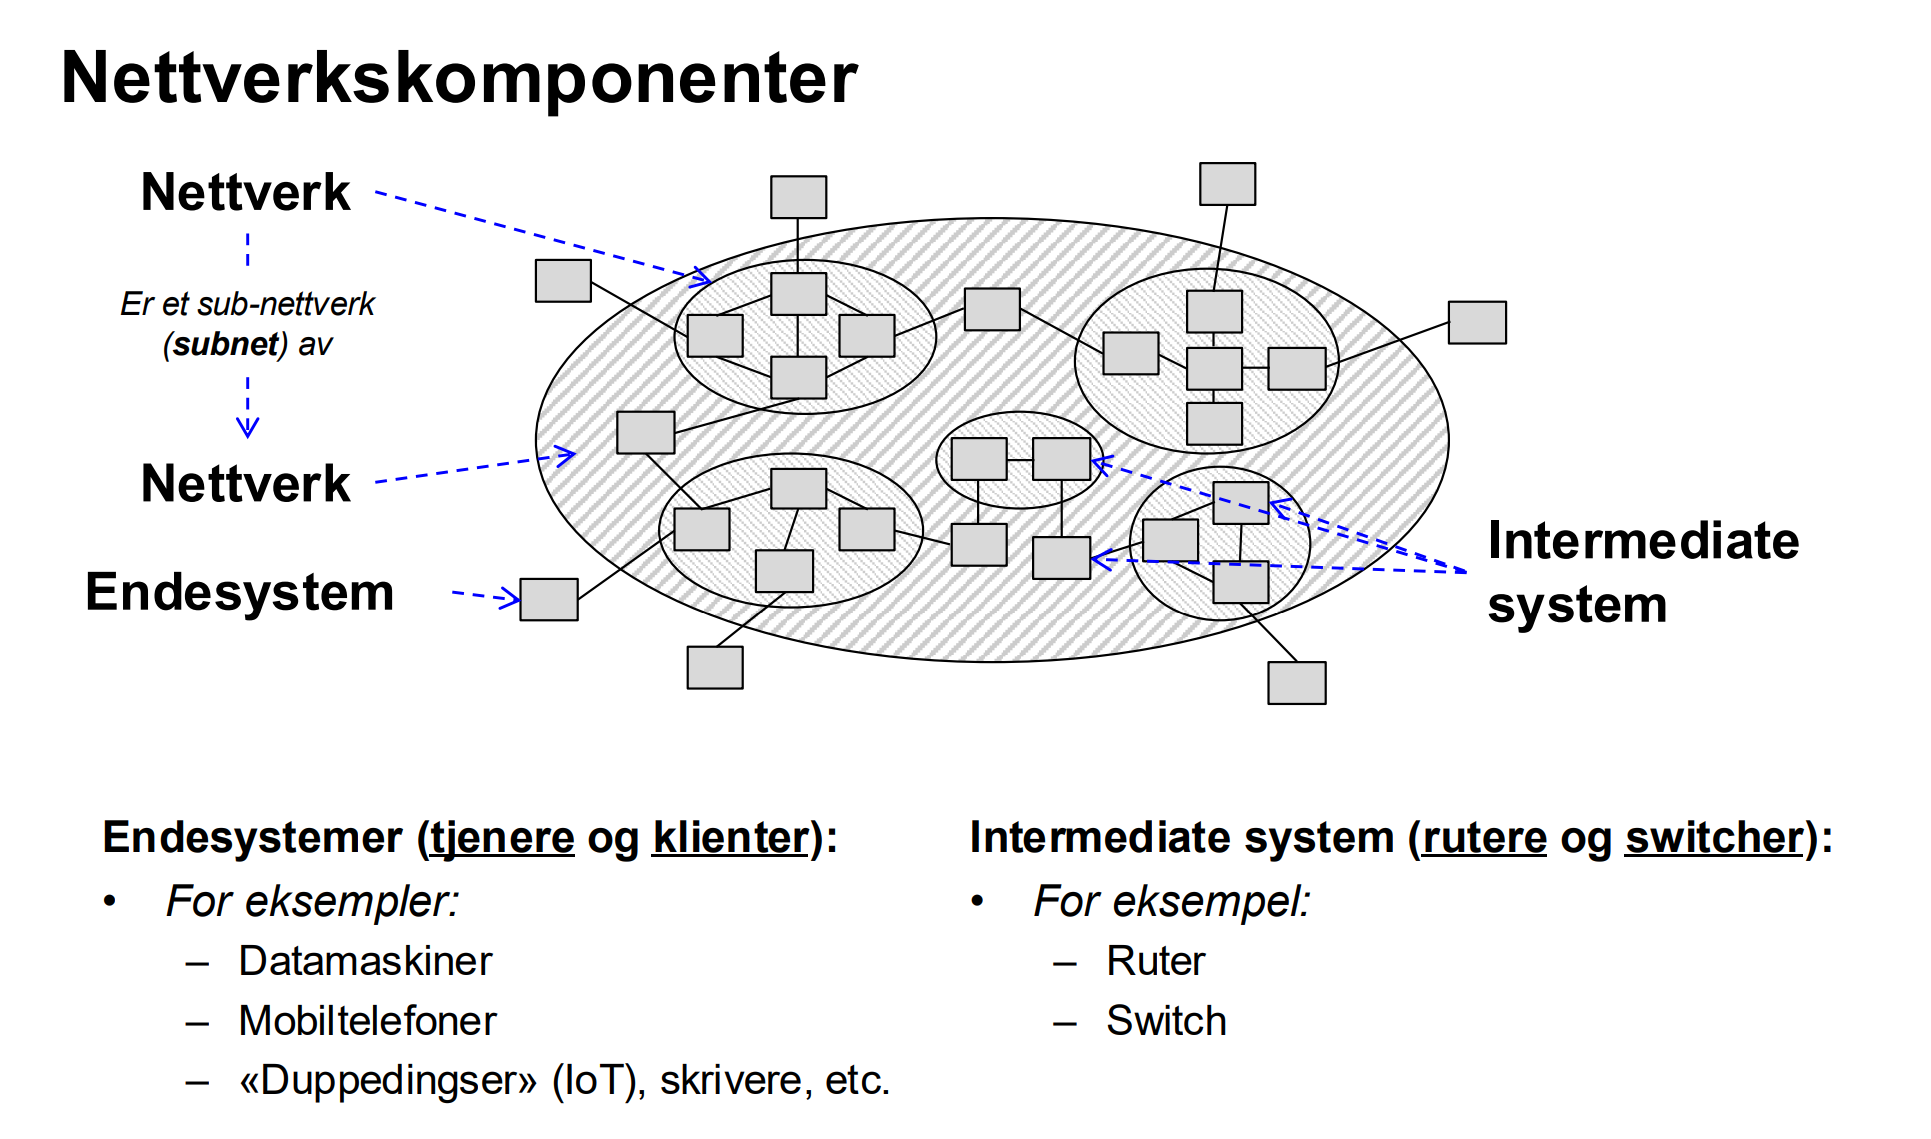 Nettverkskomponenter
Nettverk
Er et sub-nettverk
(subnet) av
Nettverk
Endesystem
Intermediate
system
Endesystemer (tjenere og klienter):
• For eksempler:
– Datamaskiner
– Mobiltelefoner
– «Duppedingser» (IoT), skrivere, etc.
Intermediate system (rutere og switcher):
• For eksempel:
– Ruter
– Switch